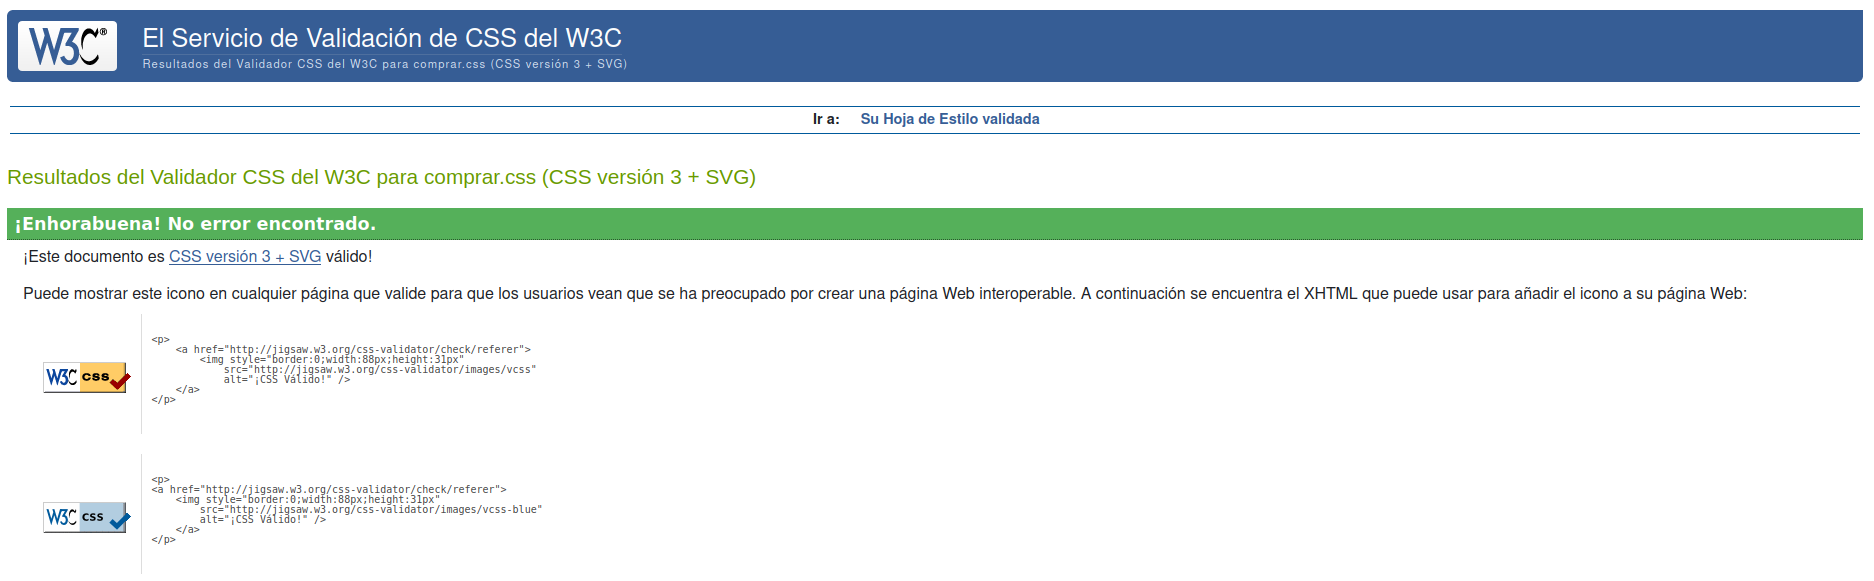 W3C®
El Servicio de Validación de CSS del W3C
Resultados del Validador CSS del W3C para comprar.css (CSS versión 3 + SVG)
Ir a: Su Hoja de Estilo validada
Resultados del Validador CSS del W3C para comprar.css (CSS versión 3 + SVG)
¡Enhorabuena! No error encontrado.
¡Este documento es CSS versión 3 + SVG válido!
Puede mostrar este icono en cualquier página que valide para que los usuarios vean que se ha preocupado por crear una página Web interoperable. A continuación se encuentra el XHTML que puede usar para añadir el icono a su página Web:
W3C css
<p>
    <a href="http://jigsaw.w3.org/css-validator/check/referer">
        <img style="border:0;width:88px;height:31px"
            src="http://jigsaw.w3.org/css-validator/images/vcss"
            alt="¡CSS Válido!" />
    </a>
</p>
W3C css
<p>
<a href="http://jigsaw.w3.org/css-validator/check/referer">
    <img style="border:0;width:88px;height:31px"
        src="http://jigsaw.w3.org/css-validator/images/vcss-blue"
        alt="¡CSS Válido!" />
    </a>
</p>